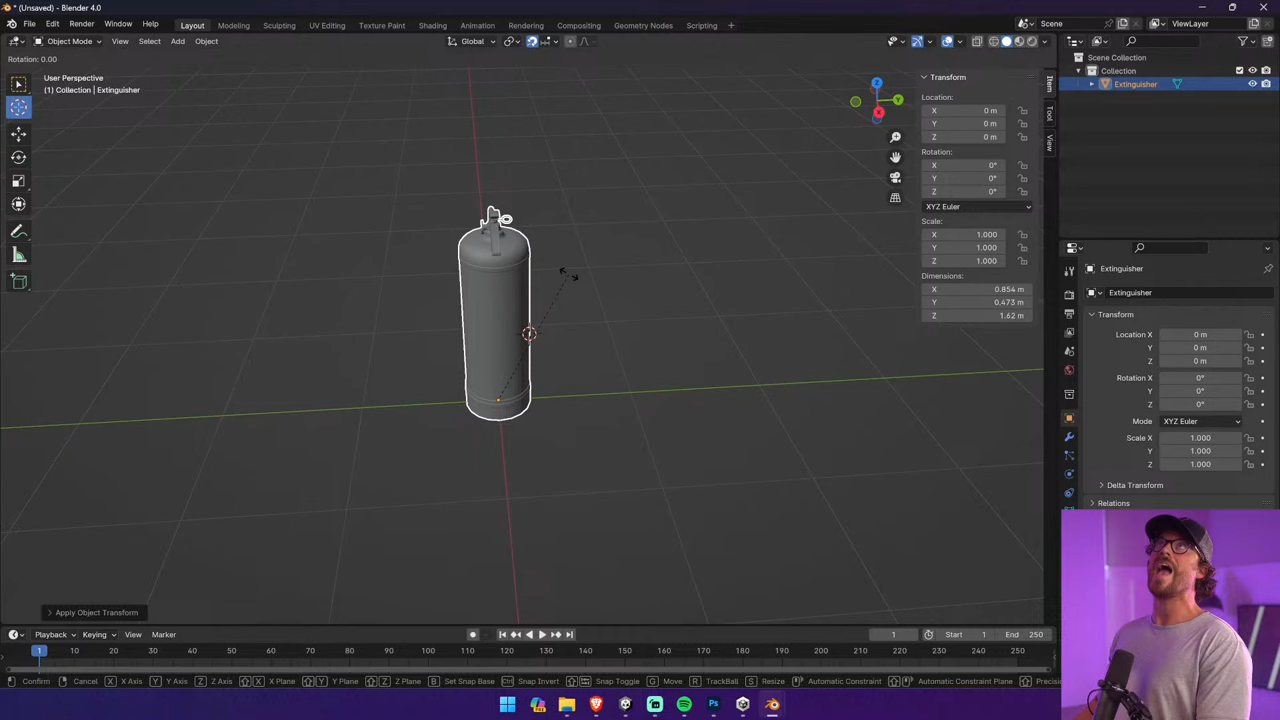 * (Unsaved) - Blender 4.0
File Edit Render Window Help
Layout Modeling Sculpting UV Editing Texture Paint Shading Animation Rendering Compositing Geometry Nodes Scripting +
Scene
ViewLayer
Object Mode View Select Add Object
Global
Rotation: 0.00
User Perspective
(1) Collection | Extinguisher
Z
Y
X
Transform
Location:
X 0 m
Y 0 m
Z 0 m
Rotation:
X 0°
Y 0°
Z 0°
XYZ Euler
Scale:
X 1.000
Y 1.000
Z 1.000
Dimensions:
X 0.854 m
Y 0.473 m
Z 1.62 m
Item
Tool
View
Scene Collection
Collection
Extinguisher
Extinguisher
Extinguisher
Transform
Location X 0 m
Y 0 m
Z 0 m
Rotation X 0°
Y 0°
Z 0°
Mode XYZ Euler
Scale X 1.000
Y 1.000
Z 1.000
Delta Transform
Relations
Apply Object Transform
Playback Keying View Marker
1
Start 1 End 250
1 10 20 30 40 50 60 70 80 90 100 110 120 130 140 150 160 170 180 190 200 210 220 230 240 250
Confirm Cancel X X Axis Y Y Axis Z Z Axis X X Plane Y Y Plane Z Z Plane B Set Snap Base Ctrl Snap Invert Snap Toggle G Move R TrackBall S Resize Automatic Constraint Automatic Constraint Plane Precisio